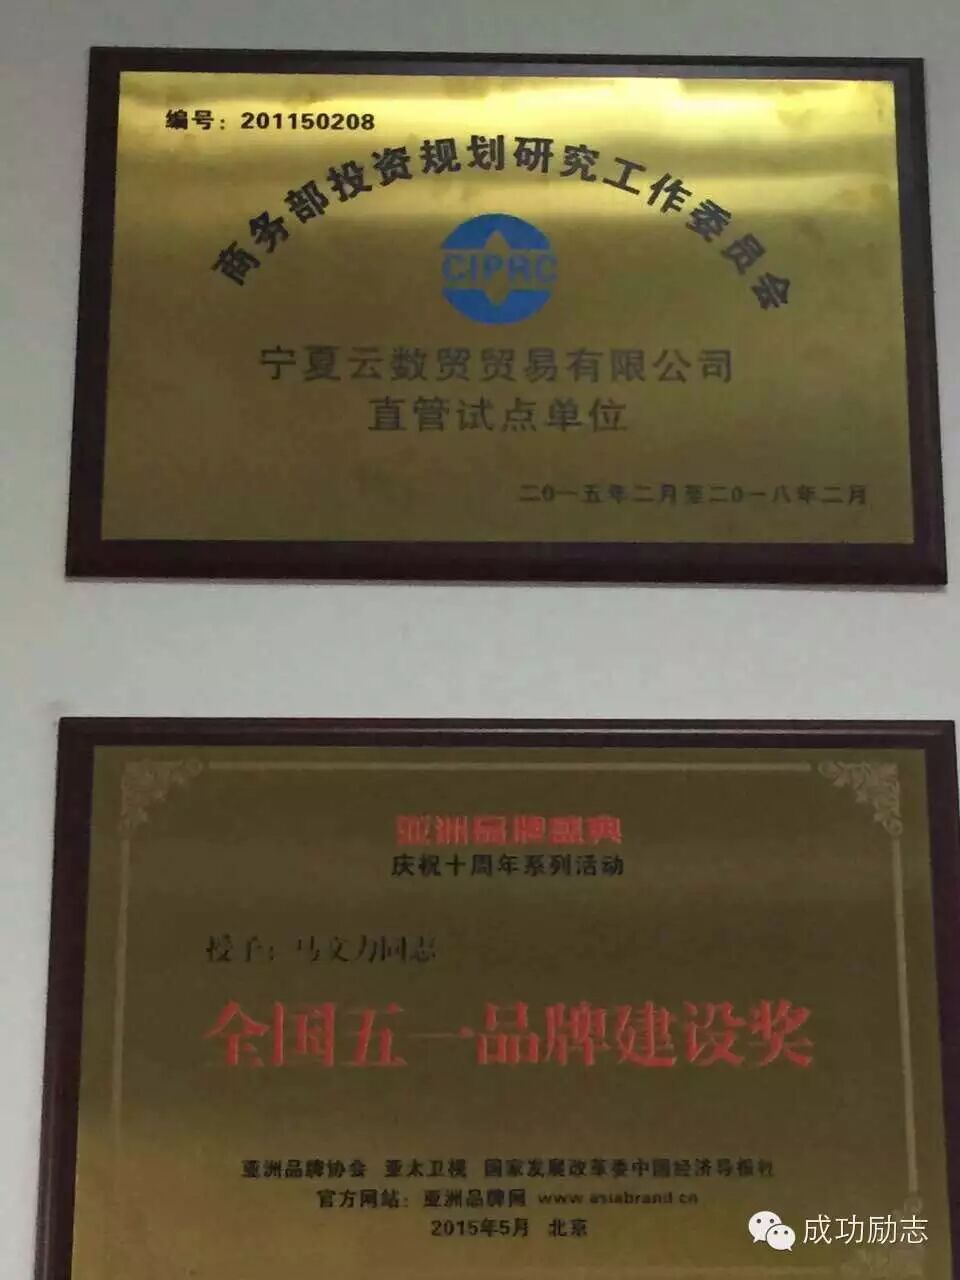 编号：201150208
商务部投资规划研究工作委员会
CIPRC
宁夏云数贸贸易有限公司
直管试点单位
二0一五年二月至二0一八年二月
亚洲品牌盛典
庆祝十周年系列活动
授予：马文力同志
全国五一品牌建设奖
亚洲品牌协会 亚太卫视 国家发展改革委中国经济导报社
官方网站：亚洲品牌网 www.asiabrand.cn
2015年5月 北京
成功励志